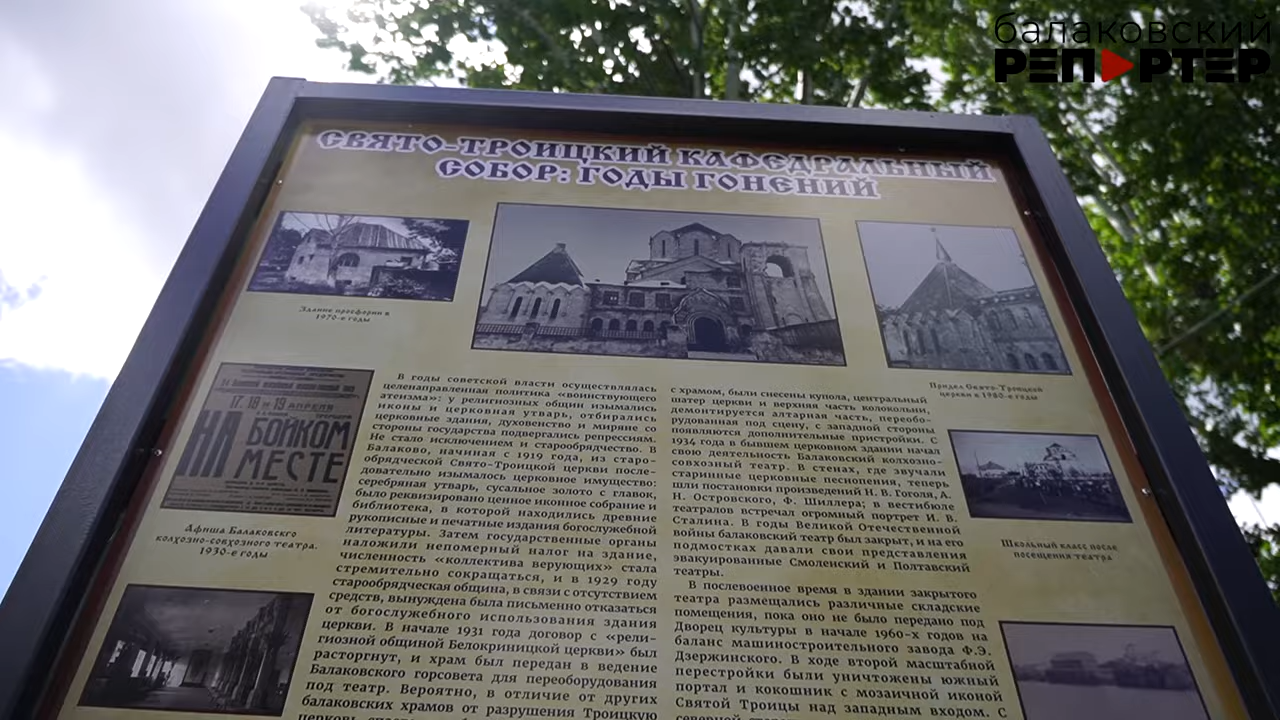 балаковский
РЕПОРТЕР
СВЯТО-ТРОИЦКИЙ КАФЕДРАЛЬНЫЙ
СОБОР: ГОДЫ ГОНЕНИЙ
Здание просфорни в
1970-е годы
Придел Свято-Троицкой
церкви в 1980-е годы
17, 18 и 19 АПРЕЛЯ
НА БОЙКОМ
МЕСТЕ
Афиша Балаковского
колхозно-совхозного театра.
1930-е годы
Школьный класс после
посещения театра
В годы советской власти осуществлялась
целенаправленная политика «воинствующего
атеизма»: у религиозных общин изымались
иконы и церковная утварь, отбирались
церковные здания, духовенство и миряне со
стороны государства подвергались репрессиям.
Не стало исключением и старообрядчество. В
Балаково, начиная с 1919 года, из старо-
обрядческой Свято-Троицкой церкви после-
довательно изымалось церковное имущество:
серебряная утварь, сусальное золото с главок,
было реквизировано ценное иконное собрание и
библиотека, в которой находились древние
рукописные и печатные издания богослужебной
литературы. Затем государственные органы
наложили непомерный налог на здание,
численность «коллектива верующих» стала
стремительно сокращаться, и в 1929 году
старообрядческая община, в связи с отсутствием
средств, вынуждена была письменно отказаться
от богослужебного использования здания
церкви. В начале 1931 года договор с «рели-
гиозной общиной Белокриницкой церкви» был
расторгнут, и храм был передан в ведение
Балаковского горсовета для переоборудования
под театр. Вероятно, в отличие от других
балаковских храмов от разрушения Троицкую
церковь
с храмом, были снесены купола, центральный
шатер церкви и верхняя часть колокольни,
демонтируется алтарная часть, переобо-
рудованная под сцену, с западной стороны
появляются дополнительные пристройки. С
1934 года в бывшем церковном здании начал
свою деятельность Балаковский колхозно-
совхозный театр. В стенах, где звучали
старинные церковные песнопения, теперь
шли постановки произведений Н. В. Гоголя, А.
Н. Островского, Ф. Шиллера; в вестибюле
театралов встречал огромный портрет И. В.
Сталина. В годы Великой Отечественной
войны балаковский театр был закрыт, и на его
подмостках давали свои представления
эвакуированные Смоленский и Полтавский
театры.
В послевоенное время в здании закрытого
театра размещались различные складские
помещения, пока оно не было передано под
Дворец культуры в начале 1960-х годов на
баланс машиностроительного завода Ф.Э.
Дзержинского. В ходе второй масштабной
перестройки были уничтожены южный
портал и кокошник с мозаичной иконой
Святой Троицы над западным входом. С
северной